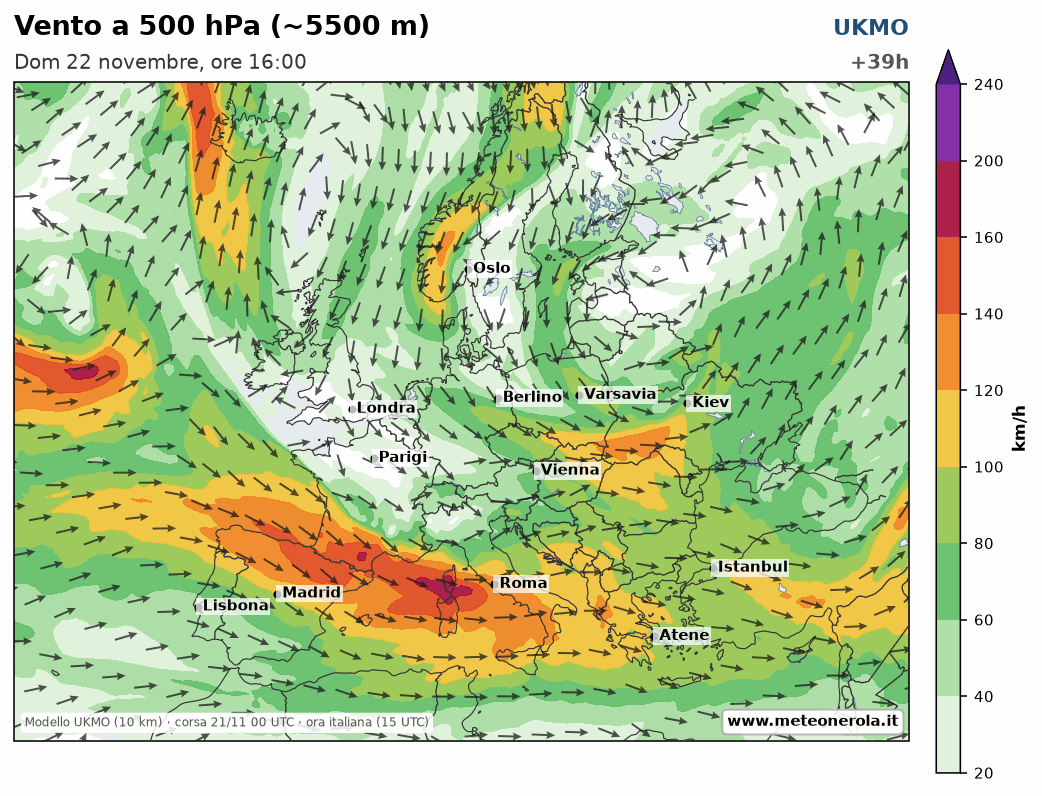 Vento a 500 hPa (~5500 m)
UKMO
Dom 22 novembre, ore 16:00
+39h
240
200
160
140
120
100
80
60
40
20
km/h
Oslo
Berlino
Varsavia
Kiev
Londra
Parigi
Vienna
Istanbul
Roma
Madrid
Lisbona
Atene
Modello UKMO (10 km) · corsa 21/11 00 UTC · ora italiana (15 UTC)
www.meteonerola.it